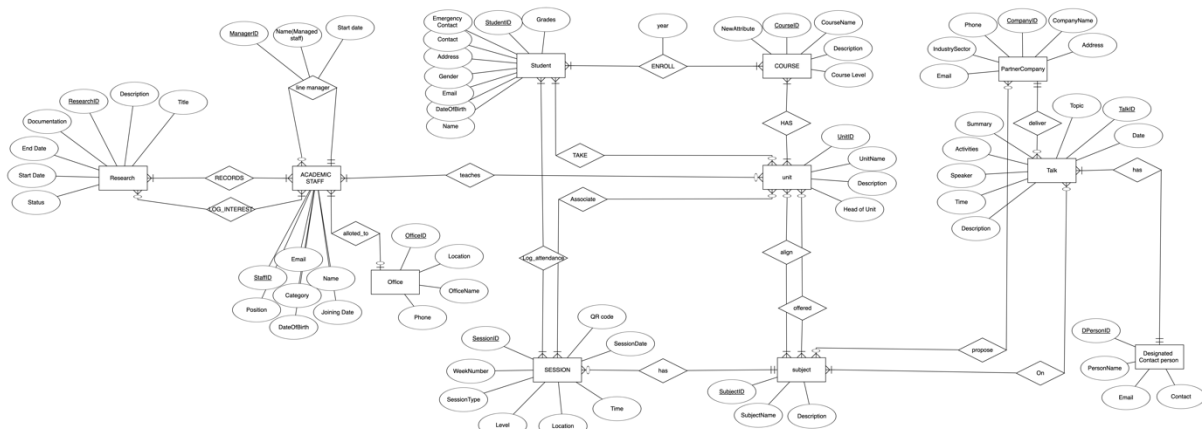 Emergency
Contact
StudentID
Grades
Contact
Address
Gender
Email
DateOfBirth
Name
Student
year
ENROLL
NewAttribute
CourseID
CourseName
Description
Course Level
COURSE
Phone
CompanyID
CompanyName
IndustrySector
Address
Email
PartnerCompany
ManagerID
Name(Managed
staff)
Start date
line manager
ResearchID
Description
Title
Documentation
End Date
Start Date
Status
Research
RECORDS
LOG_INTEREST
ACADEMIC
STAFF
teaches
TAKE
HAS
UnitID
UnitName
Description
Head of Unit
unit
deliver
Summary
Topic
TalkID
Activities
Date
Speaker
Time
Description
Talk
has
Associate
alloted_to
OfficeID
Location
OfficeName
Phone
Office
Email
StaffID
Name
Category
Position
Joining Date
DateOfBirth
Log_attendancy
align
offered
QR code
SessionID
SessionDate
WeekNumber
SESSION
SessionType
Time
Level
Location
has
subject
SubjectID
SubjectName
Description
propose
On
DPersonID
PersonName
Designated
Contact person
Email
Contact